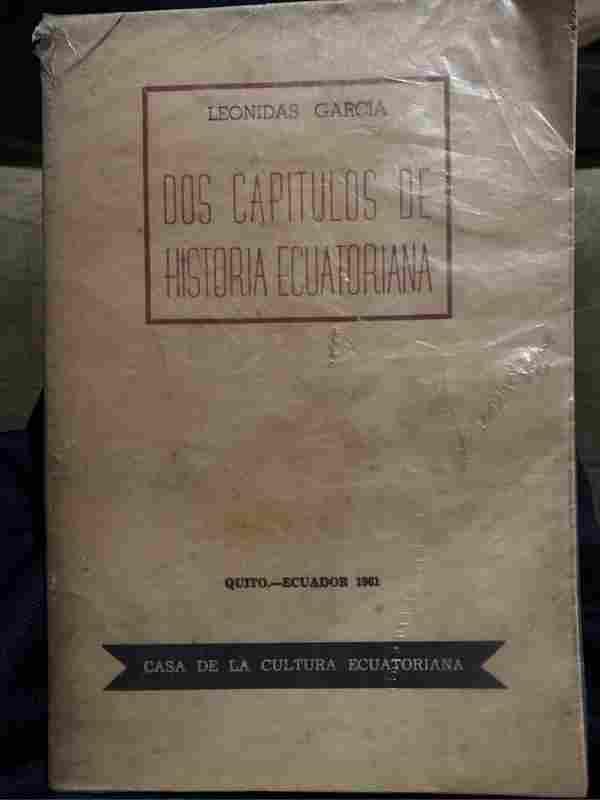 LEONIDAS GARCIA
DOS CAPITULOS DE
HISTORIA ECUATORIANA
QUITO.—ECUADOR 1961
CASA DE LA CULTURA ECUATORIANA